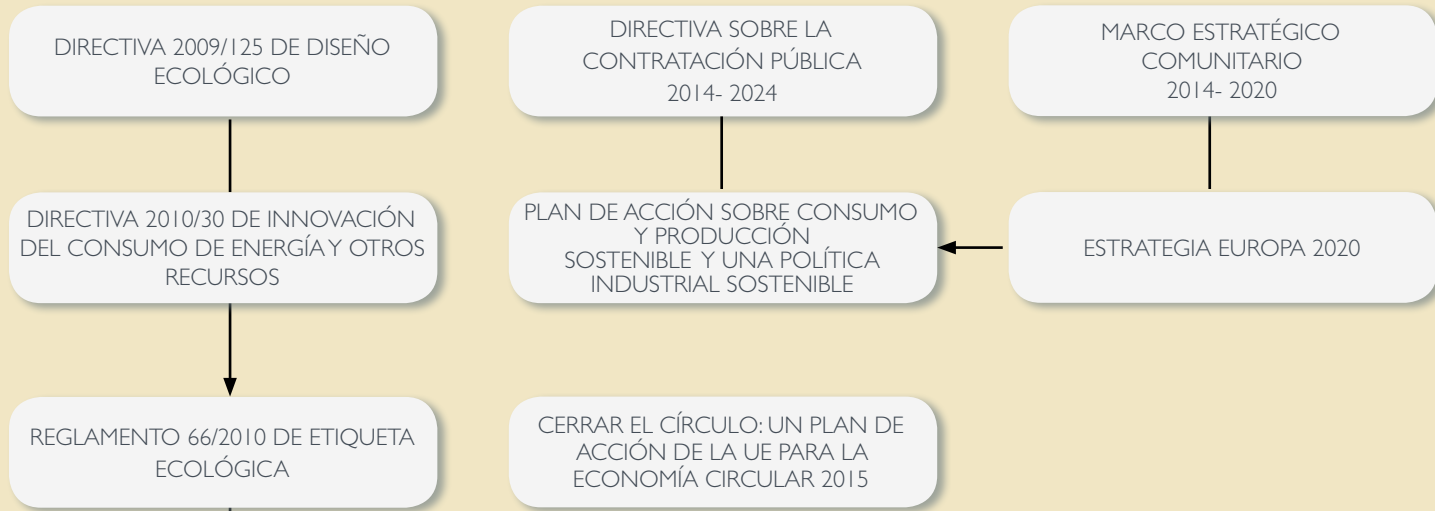 DIRECTIVA 2009/125 DE DISEÑO
ECOLÓGICO
DIRECTIVA SOBRE LA
CONTRATACIÓN PÚBLICA
2014- 2024
MARCO ESTRATÉGICO
COMUNITARIO
2014- 2020
DIRECTIVA 2010/30 DE INNOVACIÓN
DEL CONSUMO DE ENERGÍA Y OTROS
RECURSOS
PLAN DE ACCIÓN SOBRE CONSUMO
Y PRODUCCIÓN
SOSTENIBLE Y UNA POLÍTICA
INDUSTRIAL SOSTENIBLE
ESTRATEGIA EUROPA 2020
REGLAMENTO 66/2010 DE ETIQUETA
ECOLÓGICA
CERRAR EL CÍRCULO: UN PLAN DE
ACCIÓN DE LA UE PARA LA
ECONOMÍA CIRCULAR 2015